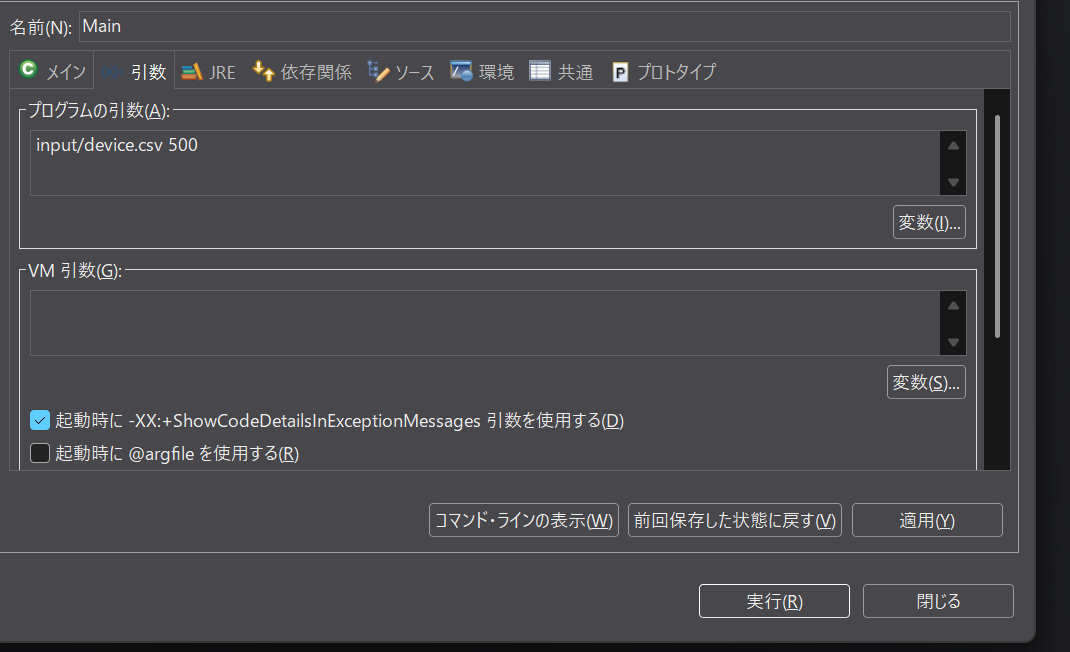 名前(N): Main
メイン 引数 JRE 依存関係 ソース 環境 共通 プロトタイプ
プログラムの引数(A):
input/device.csv 500
変数(I)...
VM 引数(G):
変数(S)...
起動時に -XX:+ShowCodeDetailsInExceptionMessages 引数を使用する(D)
起動時に @argfile を使用する(R)
コマンド・ラインの表示(W) 前回保存した状態に戻す(V) 適用(Y)
実行(R) 閉じる